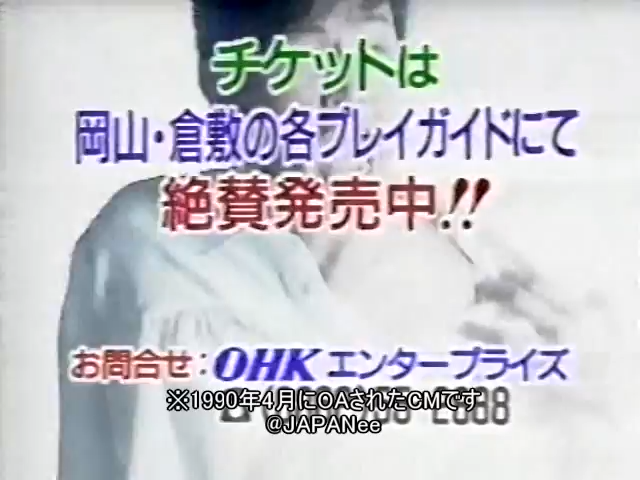 チケットは
岡山・倉敷の各プレイガイドにて
絶賛発売中!!
お問合せ:OHKエンタープライズ
※1990年4月にOAされたCMです
@JAPANee